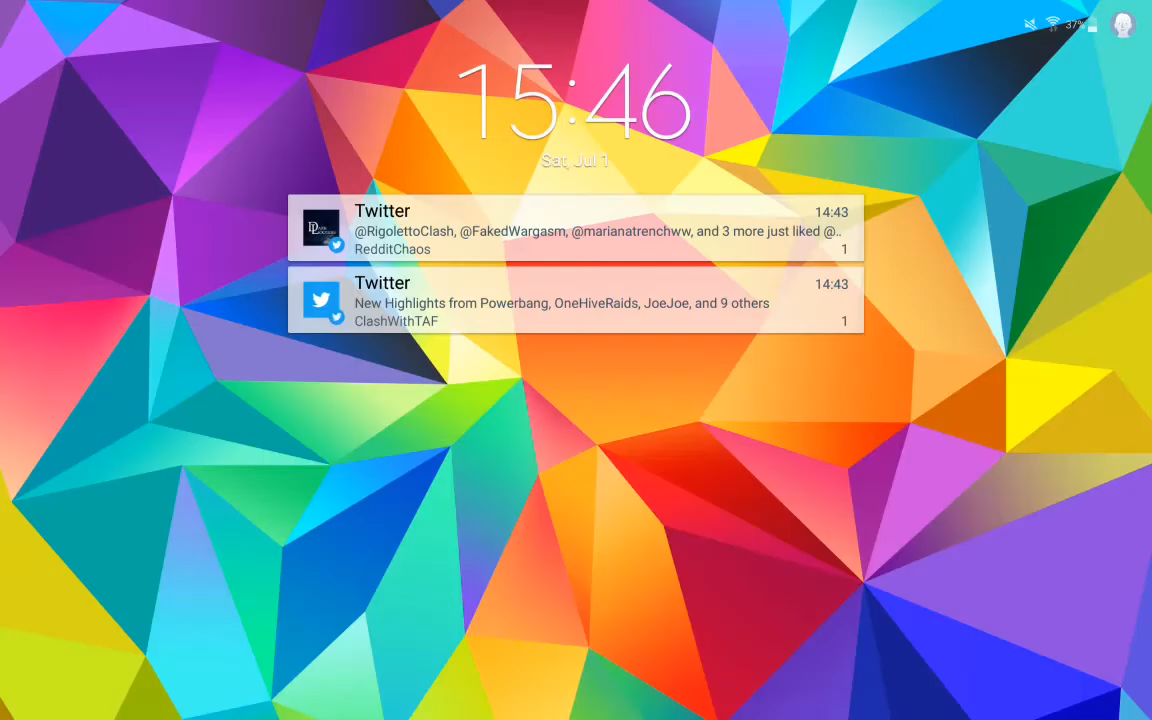 37%
15:46
Sat, Jul 1
Twitter 14:43
@RigolettoClash, @FakedWargasm, @marianatrenchww, and 3 more just liked @..
RedditChaos 1
Twitter 14:43
New Highlights from Powerbang, OneHiveRaids, JoeJoe, and 9 others
ClashWithTAF 1